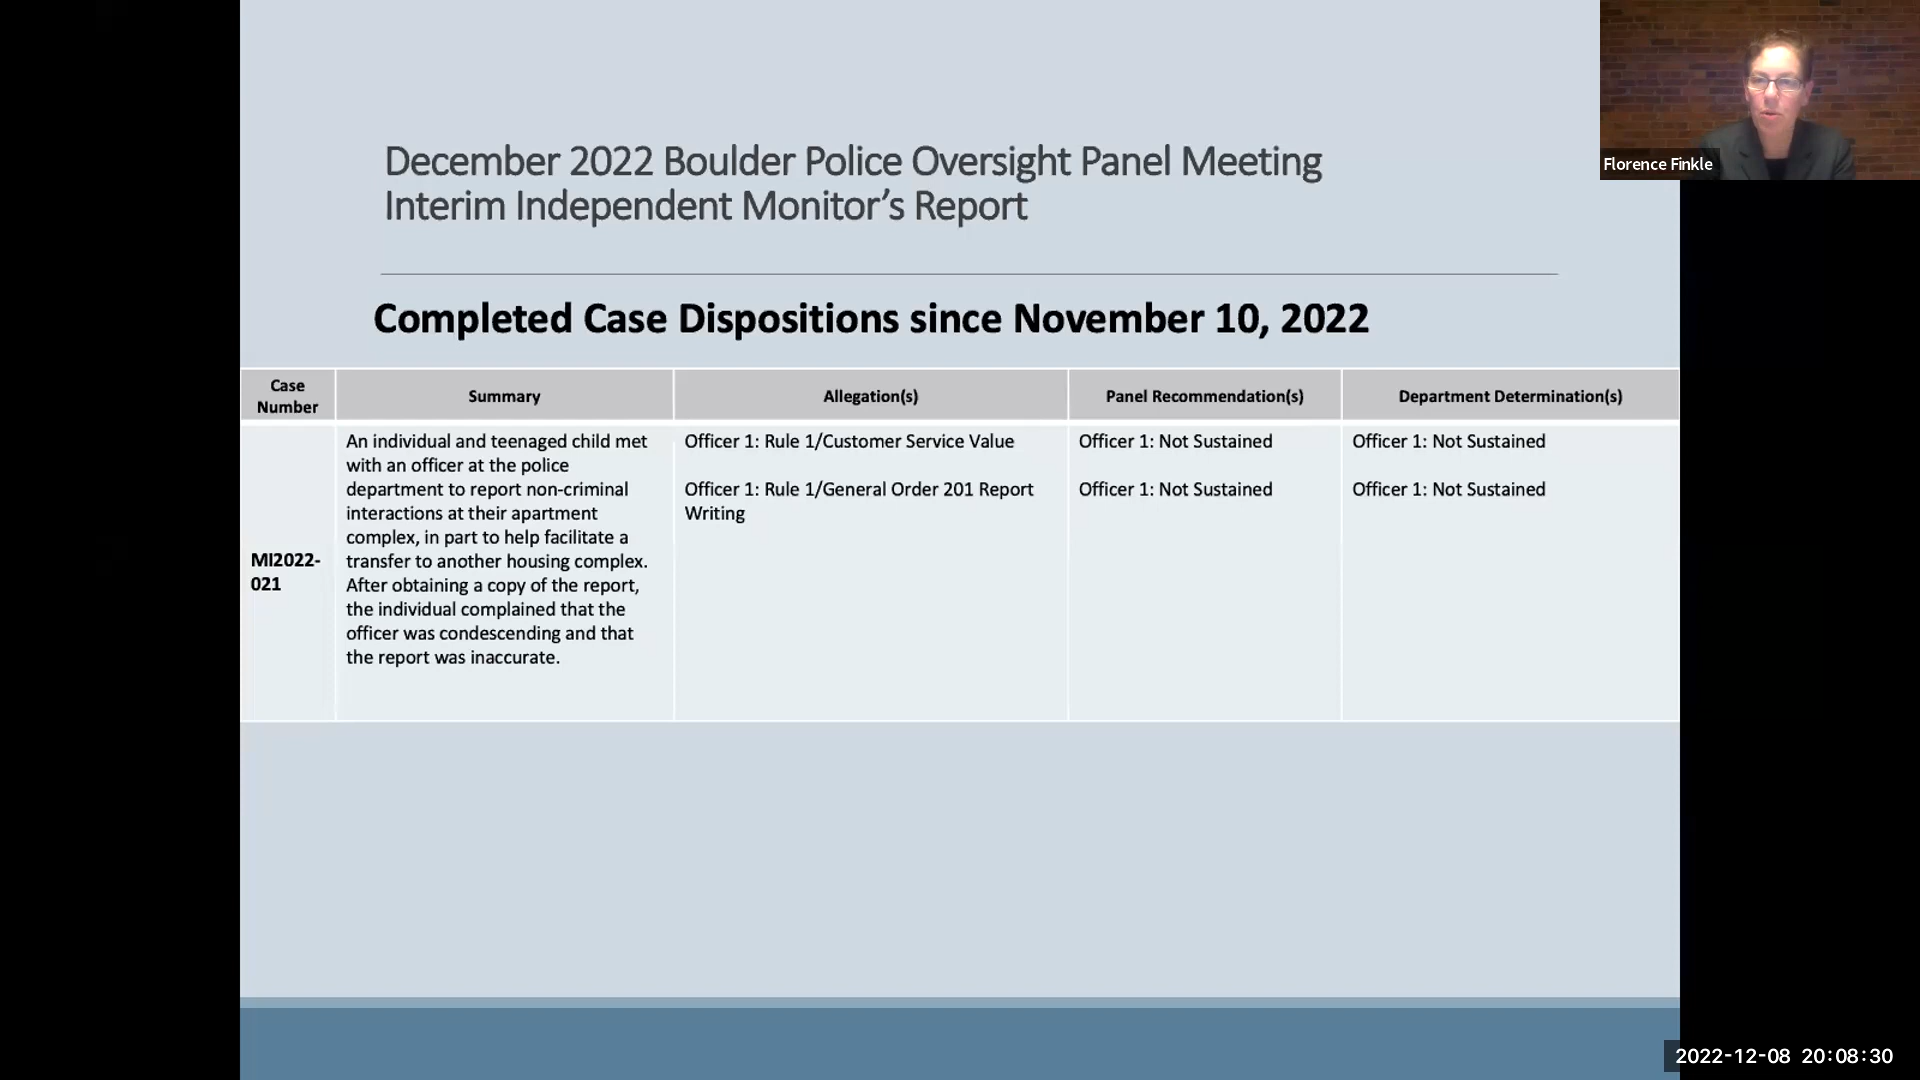 December 2022 Boulder Police Oversight Panel Meeting
Interim Independent Monitor's Report
Florence Finkle
Completed Case Dispositions since November 10, 2022
Case
Number
Summary
Allegation(s)
Panel Recommendation(s)
Department Determination(s)
MI2022-
021
An individual and teenaged child met
with an officer at the police
department to report non-criminal
interactions at their apartment
complex, in part to help facilitate a
transfer to another housing complex.
After obtaining a copy of the report,
the individual complained that the
officer was condescending and that
the report was inaccurate.
Officer 1: Rule 1/Customer Service Value
Officer 1: Rule 1/General Order 201 Report
Writing
Officer 1: Not Sustained
Officer 1: Not Sustained
Officer 1: Not Sustained
Officer 1: Not Sustained
2022-12-08 20:08:30